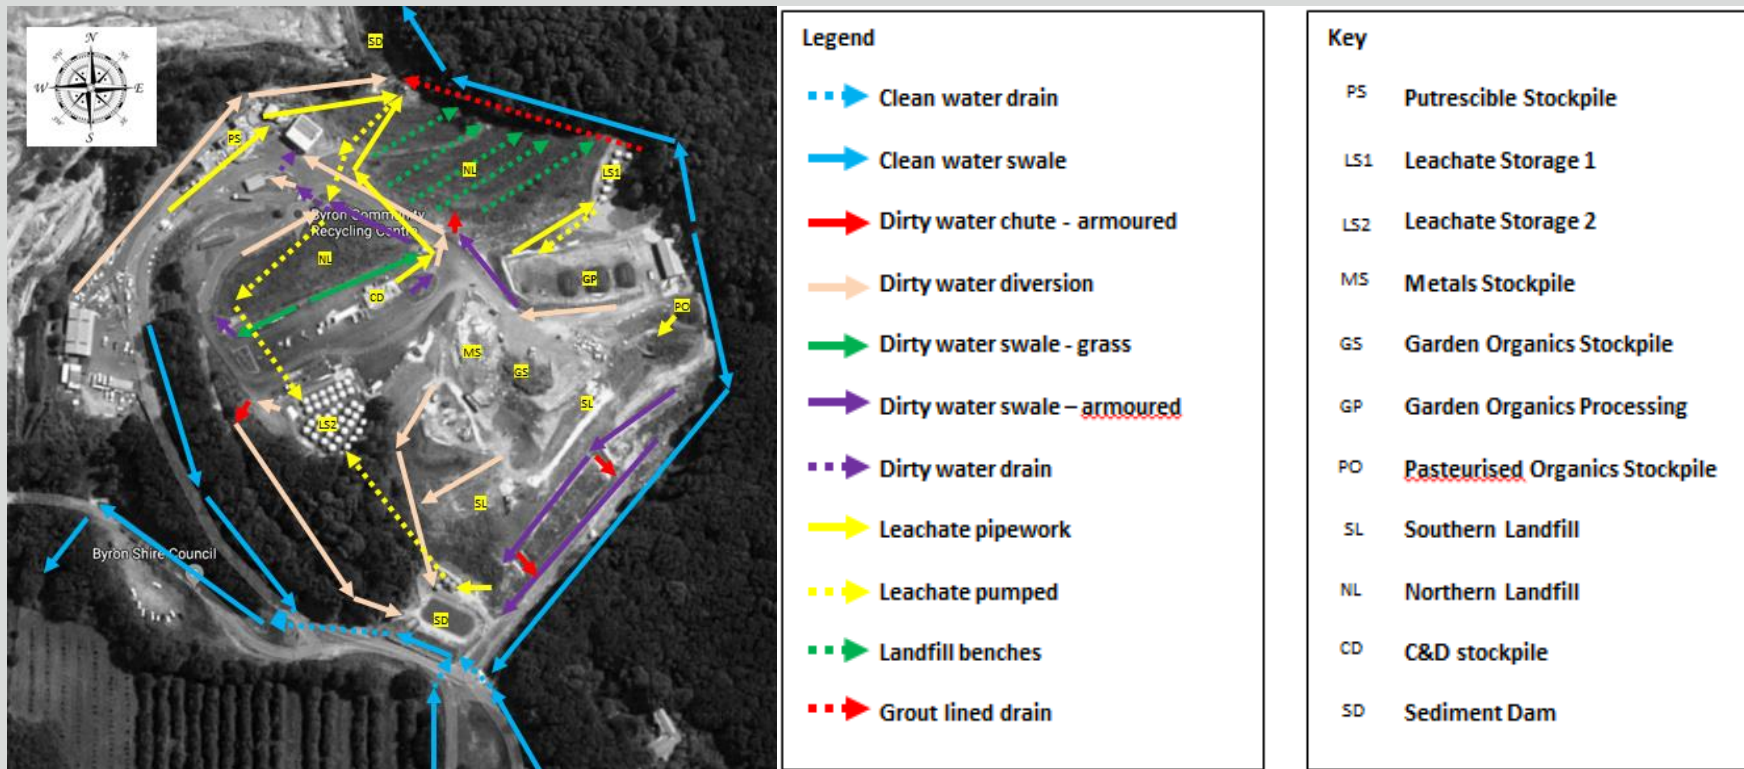 N
W
E
S
SD
PS
NL
LS1
Byron Community
Recycling Centre
NL
GP
CD
PO
MS
GS
SL
LS2
SL
Byron Shire Council
SD
Legend
Clean water drain
Clean water swale
Dirty water chute - armoured
Dirty water diversion
Dirty water swale - grass
Dirty water swale – armoured
Dirty water drain
Leachate pipework
Leachate pumped
Landfill benches
Grout lined drain
Key
PS Putrescible Stockpile
LS1 Leachate Storage 1
LS2 Leachate Storage 2
MS Metals Stockpile
GS Garden Organics Stockpile
GP Garden Organics Processing
PO Pasteurised Organics Stockpile
SL Southern Landfill
NL Northern Landfill
CD C&D stockpile
SD Sediment Dam